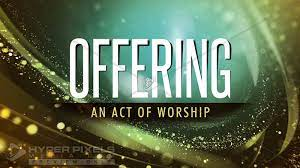 OFFERING
AN ACT OF WORSHIP
HYPER PIXELS